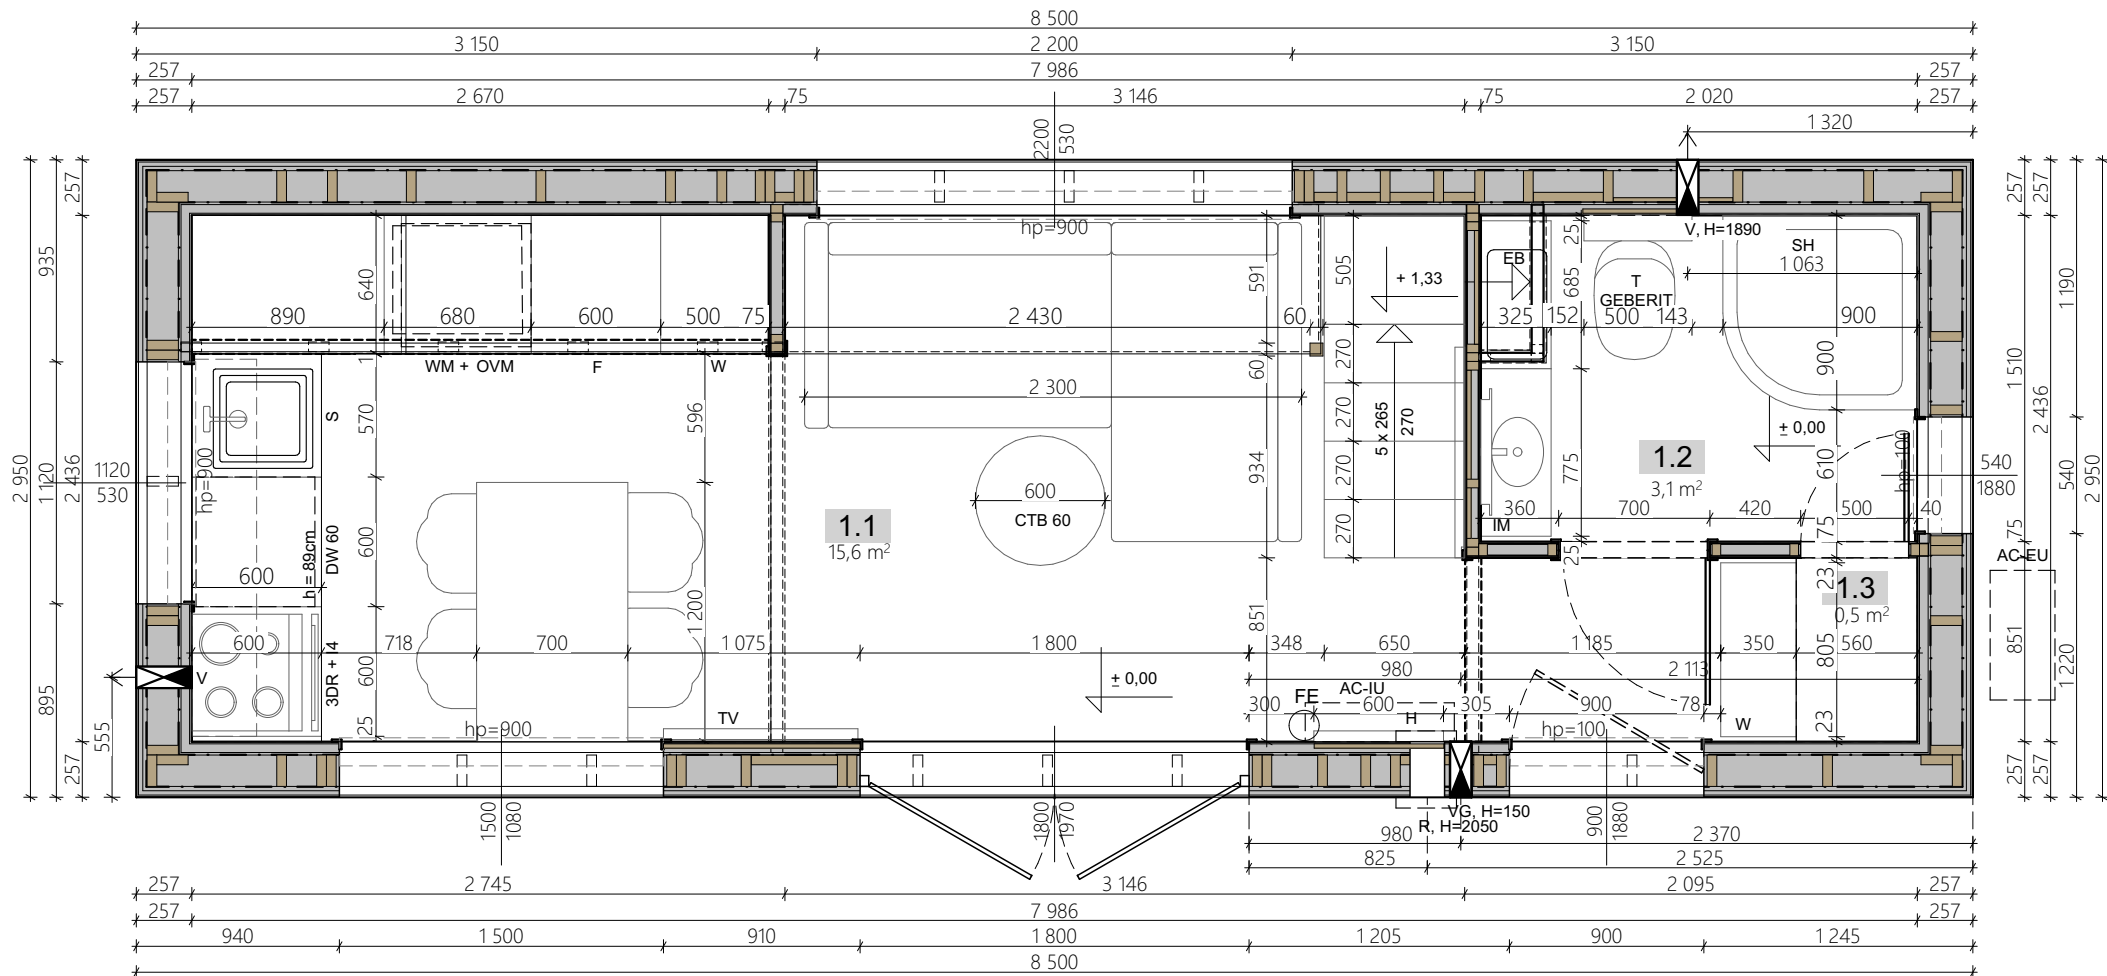 8 500
3 150 2 200 3 150
257 7 986 257
257 2 670 75 3 146 75 2 020 257
1 320
2200
530
257
935
1 120
895
257
2 436
2 950
555
1120
530
hp=900
V, H=1890
SH
1 063
EB
T
GEBERIT
+ 1,33
505
591
640
25
685
890 680 600 500 75 2 430 60 325 152 500 143 900
WM + OVM F W
60
270
270
270
270
2 300
5 x 265
270
S
570
596
934
900
hp=900
600
CTB 60
1.1
15,6 m²
1.2
3,1 m²
± 0,00
610
775
hp=100
540
1880
360 700 420 500 40
IM
75
25
h = 89cm
DW 60
600
600
1 200
851
23
1.3
0,5 m²
AC-EU
851
600 718 700 1 075 1 800 348 650 1 185 350 560
980 2 113
805
V
3DR + I4
600
25
± 0,00
AC-IU
FE
300 600 305 900 78
H
TV
W
23
hp=900
hp=100
1500
1080
1800
1970
VG, H=150
R, H=2050
900
1880
980 2 370
825 2 525
257
1 190
540
1 220
257
257
1 510
75
257
2 436
2 950
257 2 745 3 146 2 095 257
257 7 986 257
940 1 500 910 1 800 1 205 900 1 245
8 500